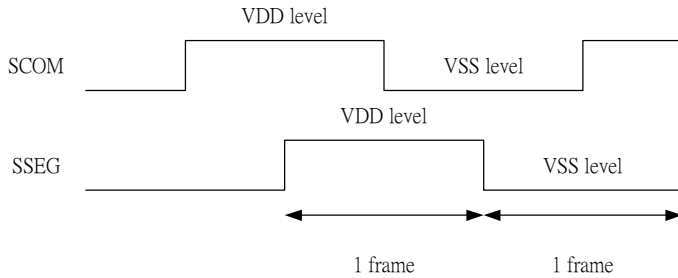 VDD level
SCOM
VSS level
VDD level
SSEG
VSS level
1 frame
1 frame